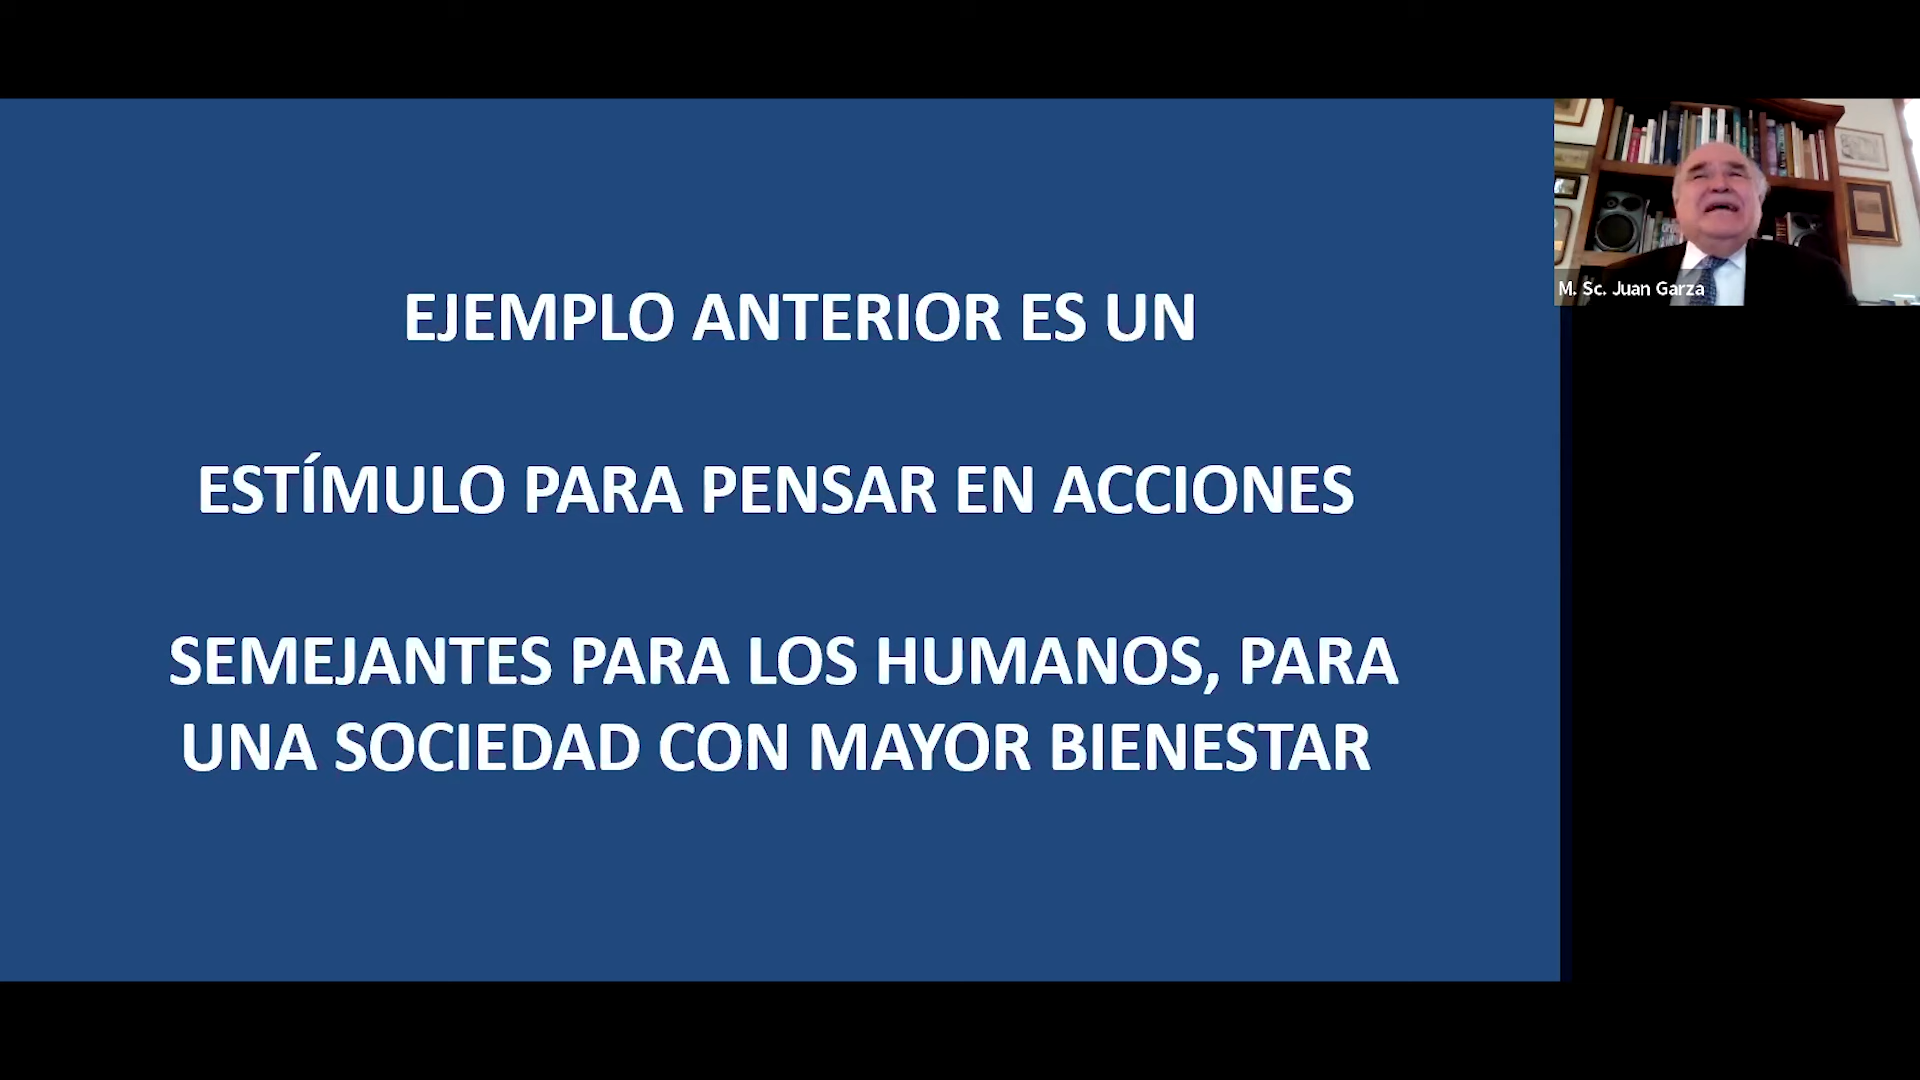 EJEMPLO ANTERIOR ES UN
ESTÍMULO PARA PENSAR EN ACCIONES
SEMEJANTES PARA LOS HUMANOS, PARA
UNA SOCIEDAD CON MAYOR BIENESTAR
M. Sc. Juan Garza